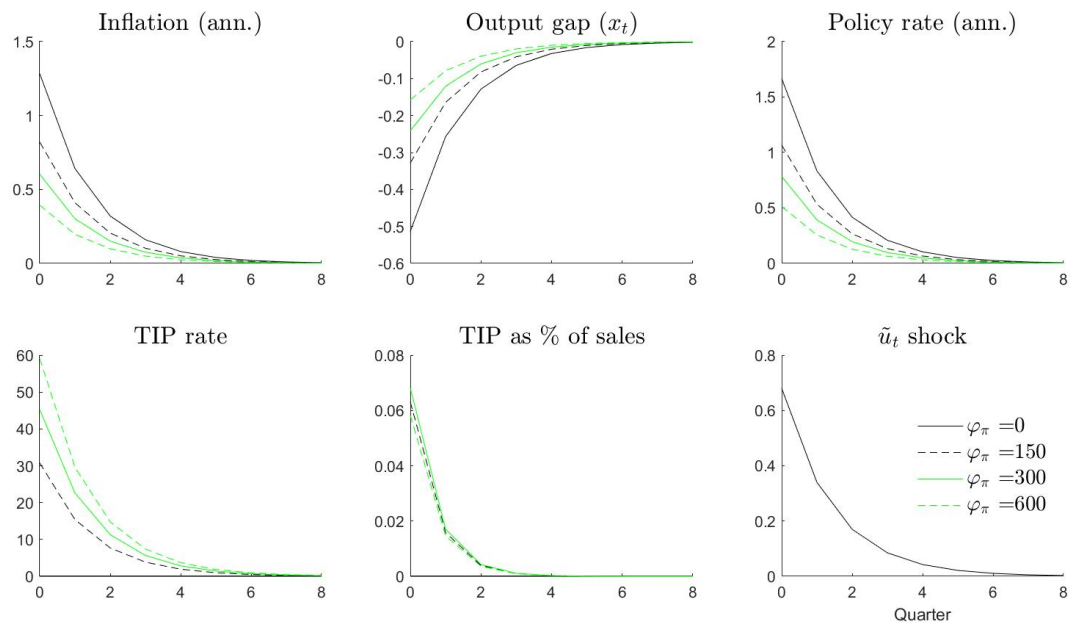 Inflation (ann.)
1.5
1
0.5
0
0 2 4 6 8
Output gap (xₜ)
0
-0.1
-0.2
-0.3
-0.4
-0.5
-0.6
0 2 4 6 8
Policy rate (ann.)
2
1.5
1
0.5
0
0 2 4 6 8
TIP rate
60
50
40
30
20
10
0
0 2 4 6 8
TIP as % of sales
0.08
0.06
0.04
0.02
0
0 2 4 6 8
ũₜ shock
0.8
0.6
0.4
0.2
0
φ_π =0
φ_π =150
φ_π =300
φ_π =600
0 2 4 6 8
Quarter